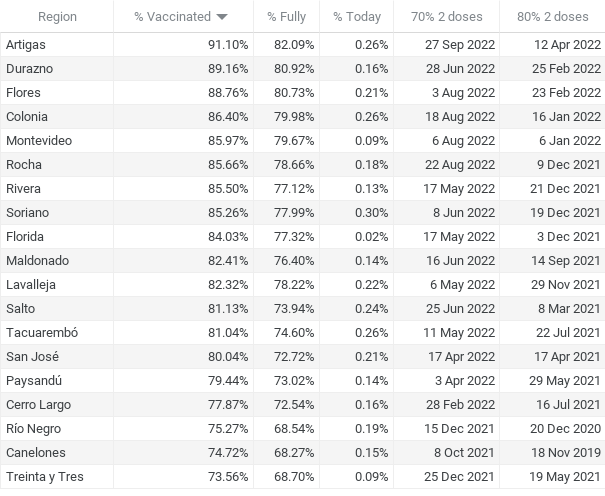 Region % Vaccinated % Fully % Today 70% 2 doses 80% 2 doses
Artigas 91.10% 82.09% 0.26% 27 Sep 2022 12 Apr 2022
Durazno 89.16% 80.92% 0.16% 28 Jun 2022 25 Feb 2022
Flores 88.76% 80.73% 0.21% 3 Aug 2022 23 Feb 2022
Colonia 86.40% 79.98% 0.26% 18 Aug 2022 16 Jan 2022
Montevideo 85.97% 79.67% 0.09% 6 Aug 2022 6 Jan 2022
Rocha 85.66% 78.66% 0.18% 22 Aug 2022 9 Dec 2021
Rivera 85.50% 77.12% 0.13% 17 May 2022 21 Dec 2021
Soriano 85.26% 77.99% 0.30% 8 Jun 2022 19 Dec 2021
Florida 84.03% 77.32% 0.02% 17 May 2022 3 Dec 2021
Maldonado 82.41% 76.40% 0.14% 16 Jun 2022 14 Sep 2021
Lavalleja 82.32% 78.22% 0.22% 6 May 2022 29 Nov 2021
Salto 81.13% 73.94% 0.24% 25 Jun 2022 8 Mar 2021
Tacuarembó 81.04% 74.60% 0.26% 11 May 2022 22 Jul 2021
San José 80.04% 72.72% 0.21% 17 Apr 2022 17 Apr 2021
Paysandú 79.44% 73.02% 0.14% 3 Apr 2022 29 May 2021
Cerro Largo 77.87% 72.54% 0.16% 28 Feb 2022 16 Jul 2021
Río Negro 75.27% 68.54% 0.19% 15 Dec 2021 20 Dec 2020
Canelones 74.72% 68.27% 0.15% 8 Oct 2021 18 Nov 2019
Treinta y Tres 73.56% 68.70% 0.09% 25 Dec 2021 19 May 2021